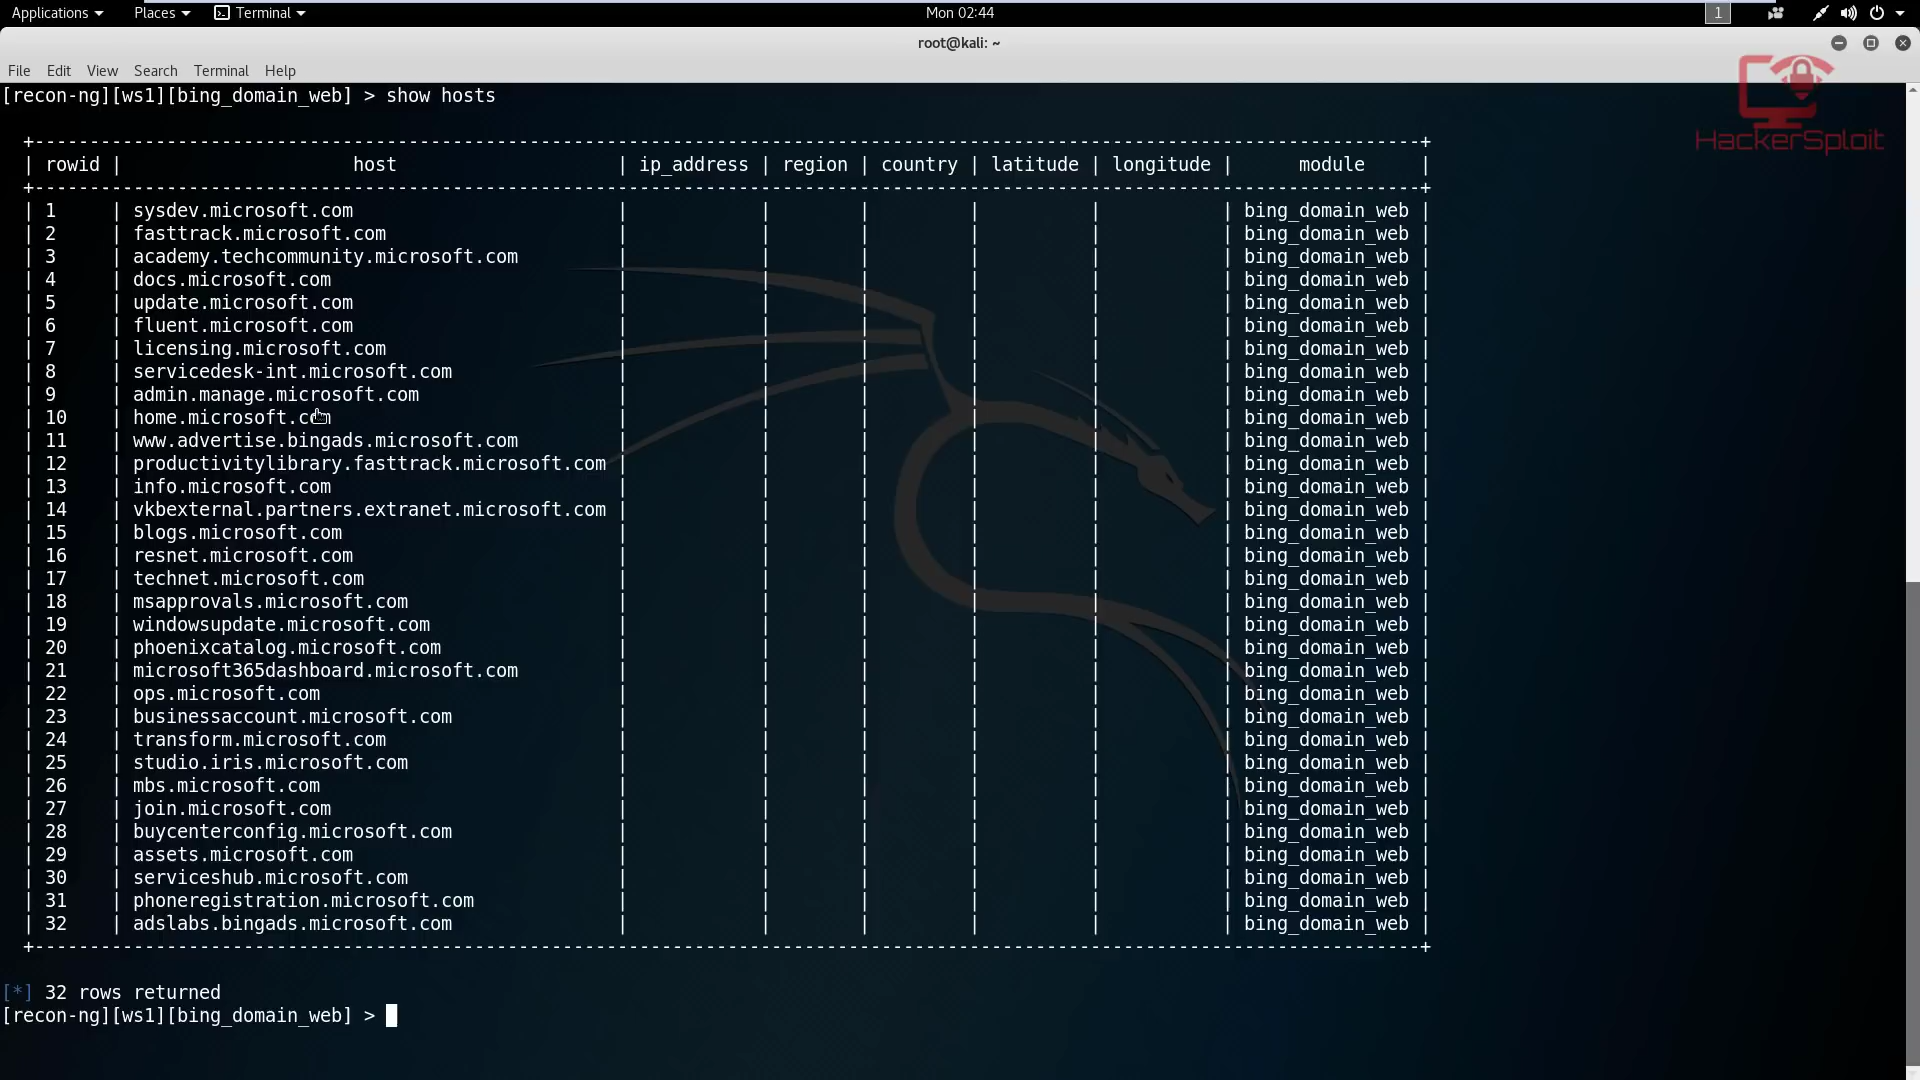 Applications Places Terminal Mon 02:44 1
root@kali: ~
File Edit View Search Terminal Help
HackerSploit
[recon-ng][ws1][bing_domain_web] > show hosts
+------------------------------------------------------------------------------------------------------------------------------+
| rowid | host | ip_address | region | country | latitude | longitude | module |
+------------------------------------------------------------------------------------------------------------------------------+
| 1 | sysdev.microsoft.com | | | | | | bing_domain_web |
| 2 | fasttrack.microsoft.com | | | | | | bing_domain_web |
| 3 | academy.techcommunity.microsoft.com | | | | | | bing_domain_web |
| 4 | docs.microsoft.com | | | | | | bing_domain_web |
| 5 | update.microsoft.com | | | | | | bing_domain_web |
| 6 | fluent.microsoft.com | | | | | | bing_domain_web |
| 7 | licensing.microsoft.com | | | | | | bing_domain_web |
| 8 | servicedesk-int.microsoft.com | | | | | | bing_domain_web |
| 9 | admin.manage.microsoft.com | | | | | | bing_domain_web |
| 10 | home.microsoft.com | | | | | | bing_domain_web |
| 11 | www.advertise.bingads.microsoft.com | | | | | | bing_domain_web |
| 12 | productivitylibrary.fasttrack.microsoft.com | | | | | | bing_domain_web |
| 13 | info.microsoft.com | | | | | | bing_domain_web |
| 14 | vkbexternal.partners.extranet.microsoft.com | | | | | | bing_domain_web |
| 15 | blogs.microsoft.com | | | | | | bing_domain_web |
| 16 | resnet.microsoft.com | | | | | | bing_domain_web |
| 17 | technet.microsoft.com | | | | | | bing_domain_web |
| 18 | msapprovals.microsoft.com | | | | | | bing_domain_web |
| 19 | windowsupdate.microsoft.com | | | | | | bing_domain_web |
| 20 | phoenixcatalog.microsoft.com | | | | | | bing_domain_web |
| 21 | microsoft365dashboard.microsoft.com | | | | | | bing_domain_web |
| 22 | ops.microsoft.com | | | | | | bing_domain_web |
| 23 | businessaccount.microsoft.com | | | | | | bing_domain_web |
| 24 | transform.microsoft.com | | | | | | bing_domain_web |
| 25 | studio.iris.microsoft.com | | | | | | bing_domain_web |
| 26 | mbs.microsoft.com | | | | | | bing_domain_web |
| 27 | join.microsoft.com | | | | | | bing_domain_web |
| 28 | buycenterconfig.microsoft.com | | | | | | bing_domain_web |
| 29 | assets.microsoft.com | | | | | | bing_domain_web |
| 30 | serviceshub.microsoft.com | | | | | | bing_domain_web |
| 31 | phoneregistration.microsoft.com | | | | | | bing_domain_web |
| 32 | adslabs.bingads.microsoft.com | | | | | | bing_domain_web |
+------------------------------------------------------------------------------------------------------------------------------+
[*] 32 rows returned
[recon-ng][ws1][bing_domain_web] >